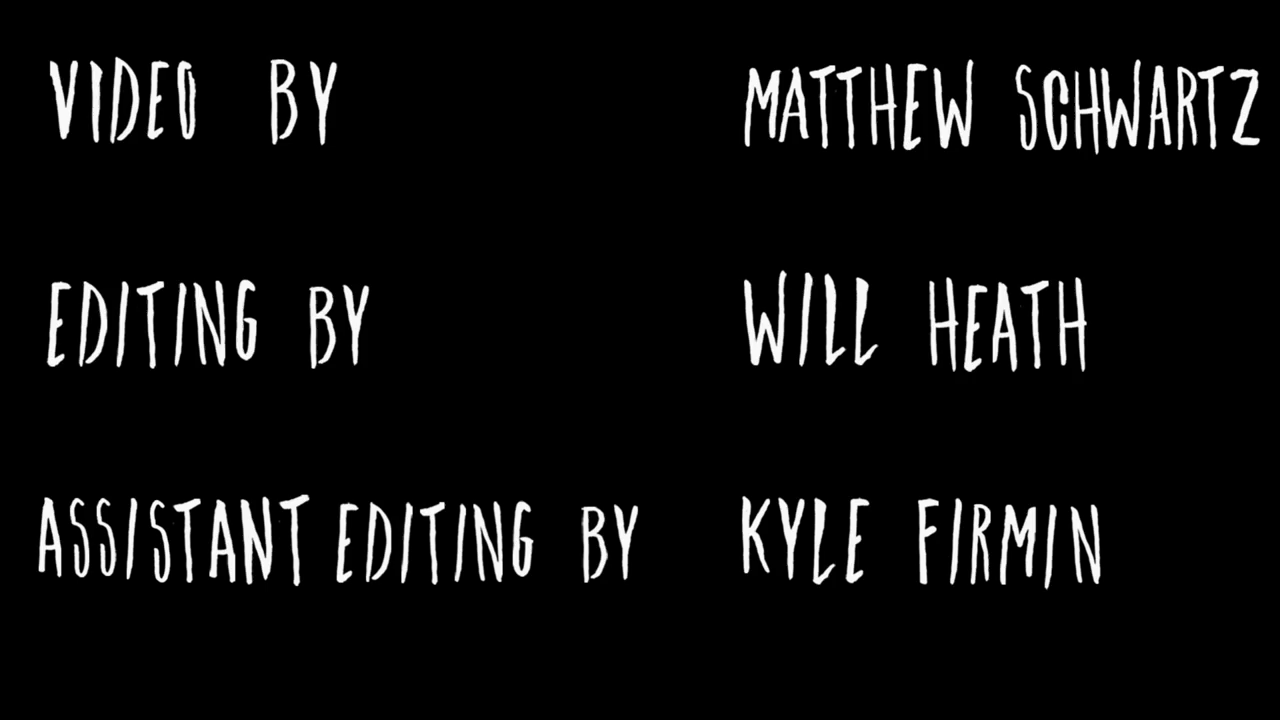 VIDEO BY MATTHEW SCHWARTZ
EDITING BY WILL HEATH
ASSISTANT EDITING BY KYLE FIRMIN